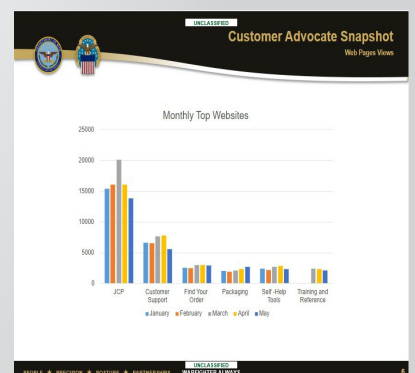 UNCLASSIFIED
Customer Advocate Snapshot
Web Pages Views
Monthly Top Websites
25000
20000
15000
10000
5000
0
JCP
Customer Support
Find Your Order
Packaging
Self -Help Tools
Training and Reference
January February March April May
UNCLASSIFIED
PEOPLE ★ PRECISION ★ POSTURE ★ PARTNERSHIPS WARFIGHTER ALWAYS
6